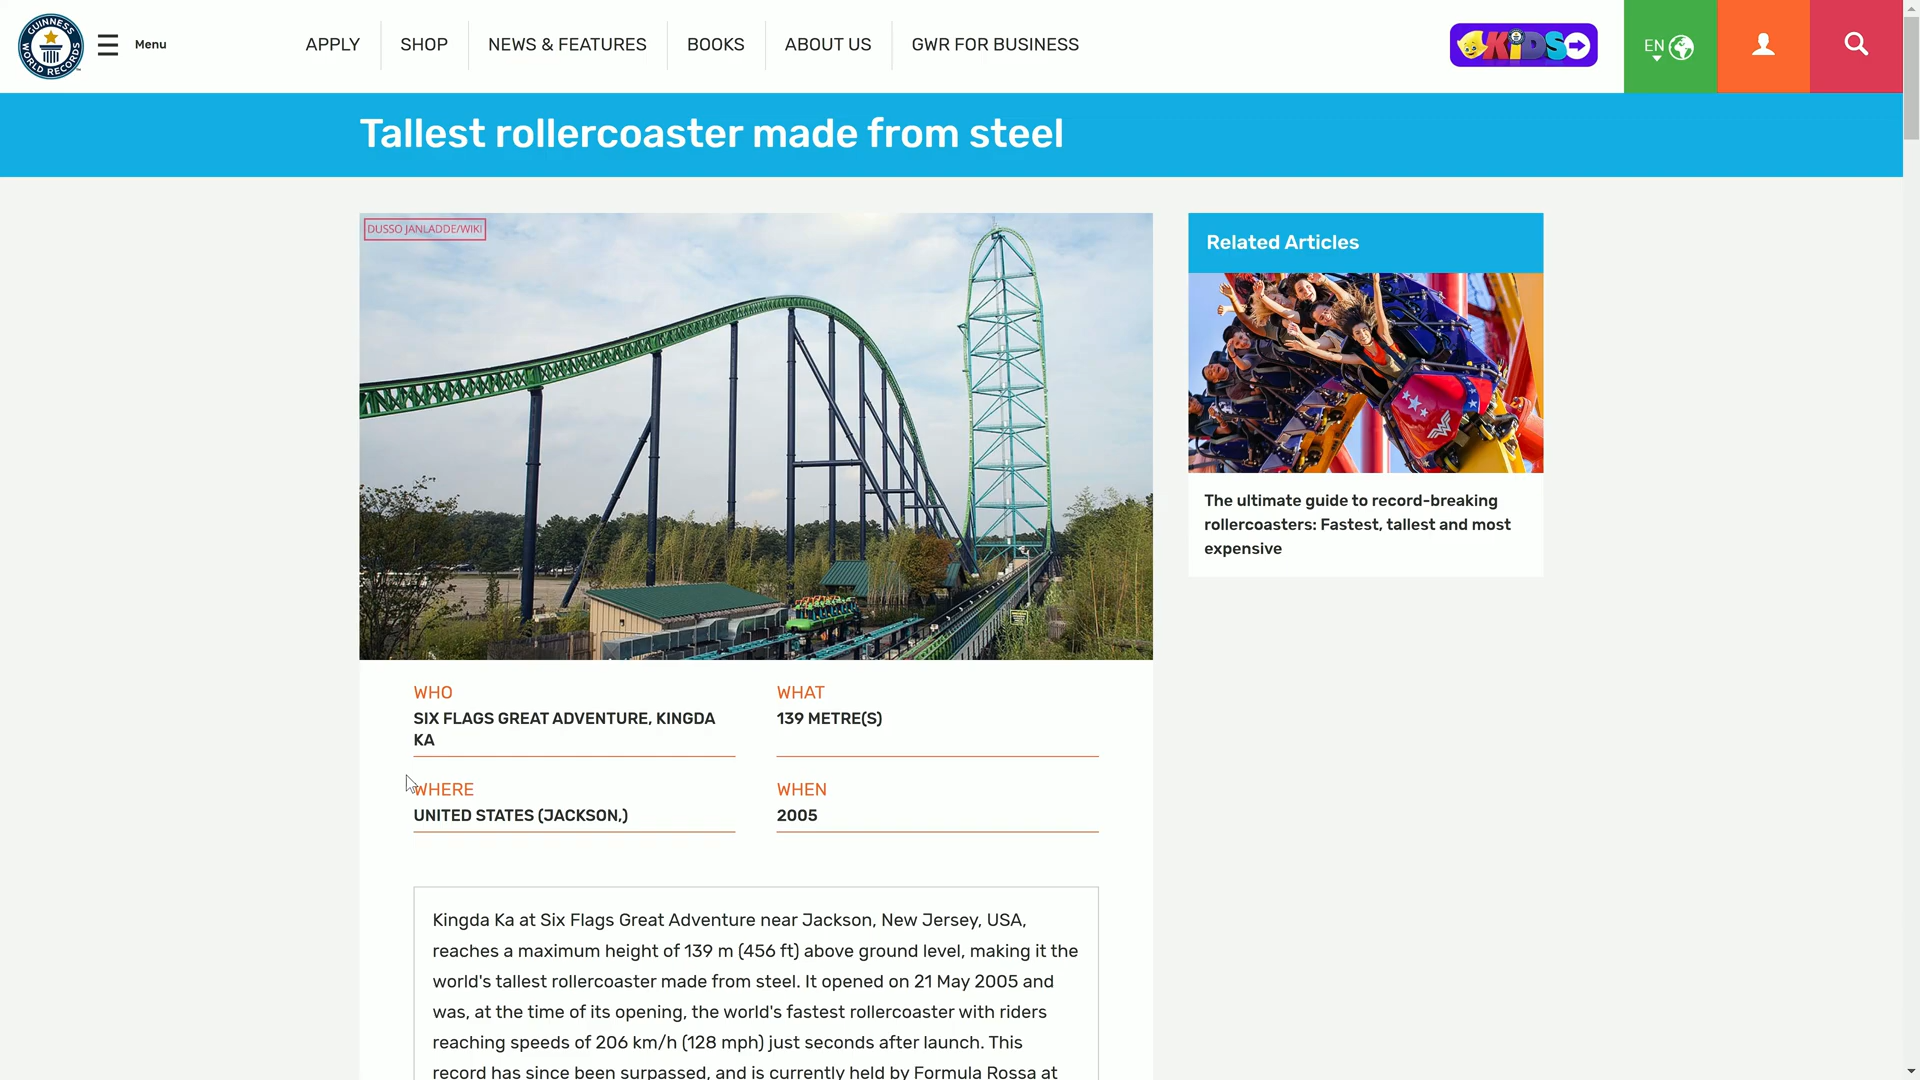 GUINNESS WORLD RECORDS
Menu
APPLY
SHOP
NEWS & FEATURES
BOOKS
ABOUT US
GWR FOR BUSINESS
KiDS
EN
Tallest rollercoaster made from steel
DUSSO JANLADDE/WIKI
Related Articles
The ultimate guide to record-breaking
rollercoasters: Fastest, tallest and most
expensive
WHO
SIX FLAGS GREAT ADVENTURE, KINGDA
KA
WHAT
139 METRE(S)
WHERE
UNITED STATES (JACKSON,)
WHEN
2005
Kingda Ka at Six Flags Great Adventure near Jackson, New Jersey, USA,
reaches a maximum height of 139 m (456 ft) above ground level, making it the
world's tallest rollercoaster made from steel. It opened on 21 May 2005 and
was, at the time of its opening, the world's fastest rollercoaster with riders
reaching speeds of 206 km/h (128 mph) just seconds after launch. This
record has since been surpassed, and is currently held by Formula Rossa at